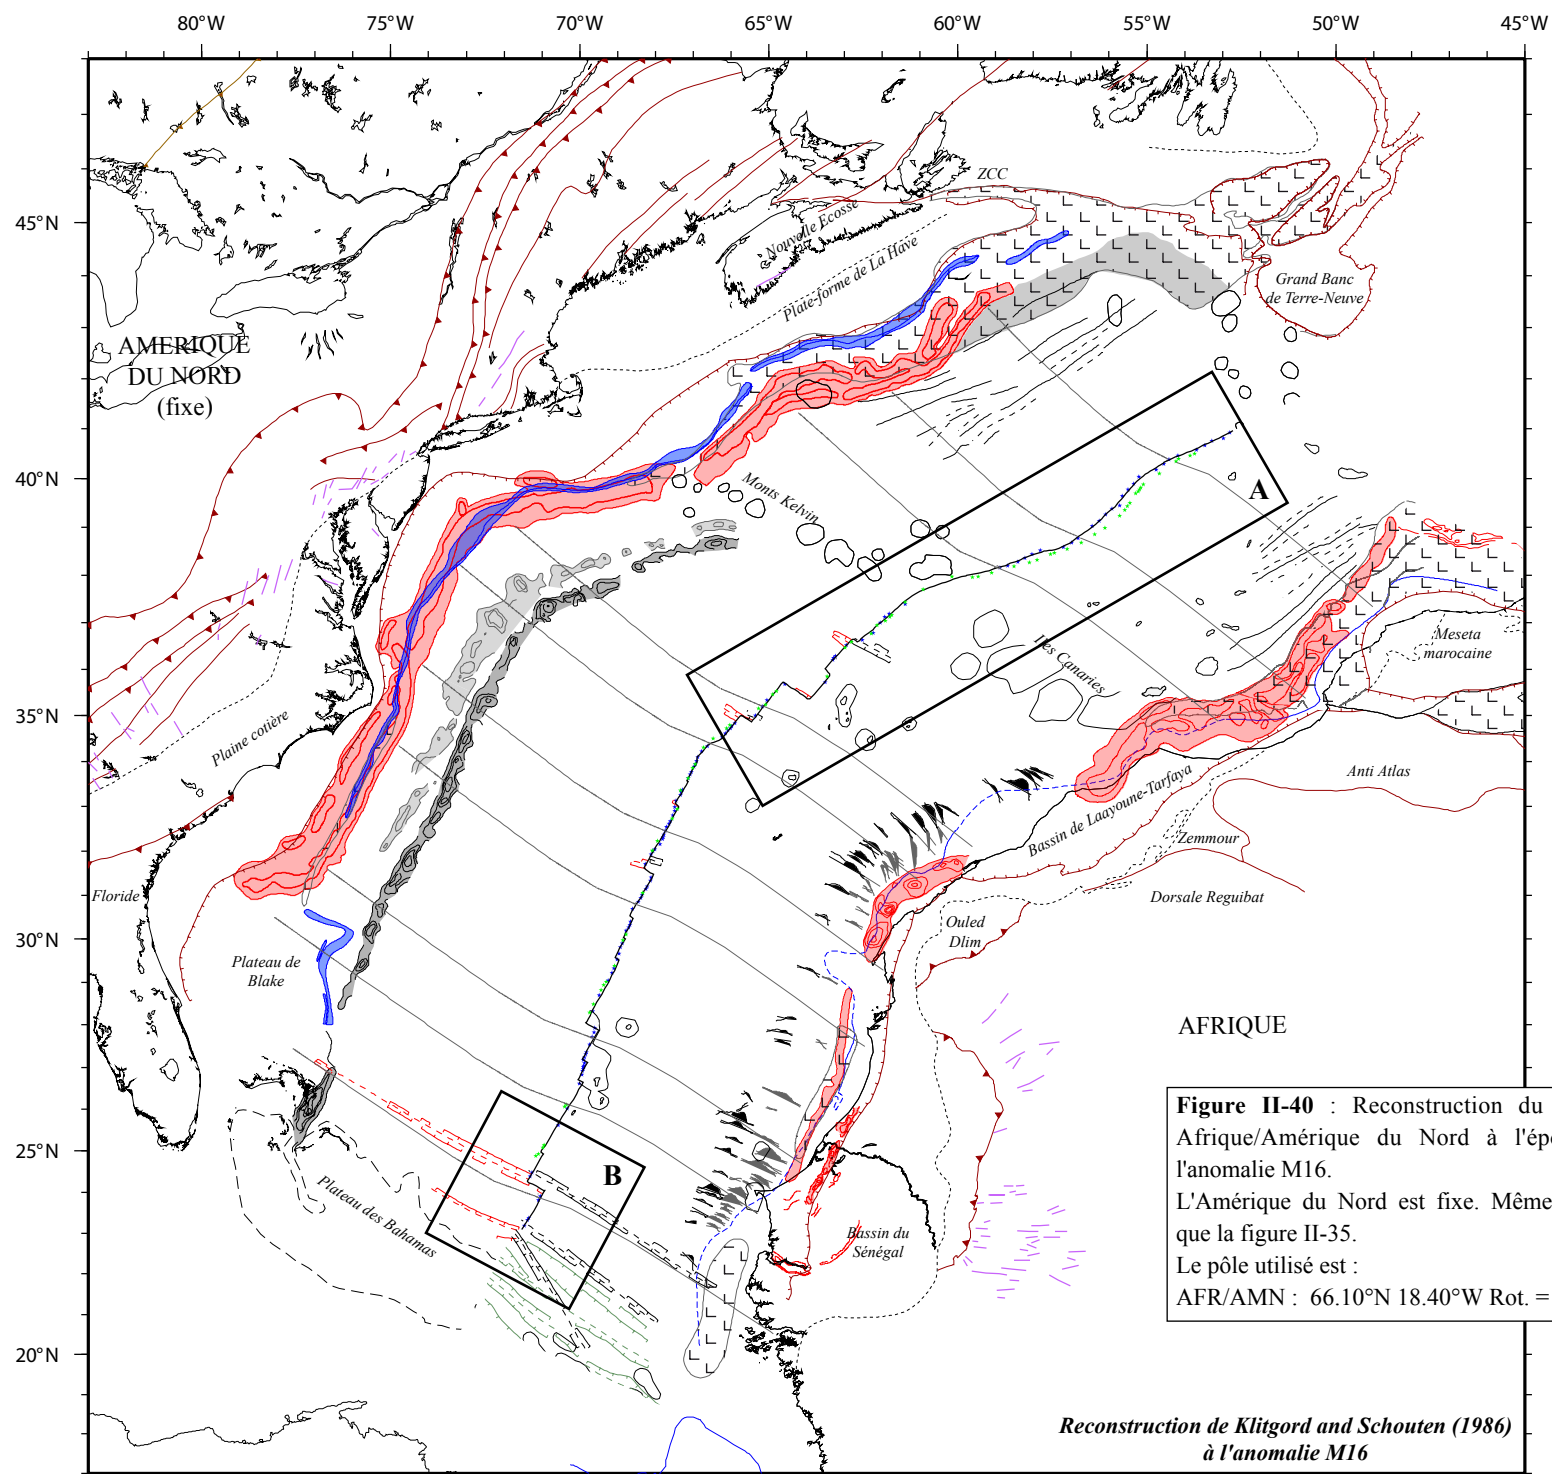 80°W 75°W 70°W 65°W 60°W 55°W 50°W 45°W
45°N
40°N
35°N
30°N
25°N
20°N
ZCC
Nouvelle Ecosse
Plate-forme de La Have
Grand Banc
de Terre-Neuve
AMERIQUE
DU NORD
(fixe)
Monts Kelvin
A
Iles Canaries
Meseta
marocaine
Plaine cotière
Anti Atlas
Bassin de Laayoune-Tarfaya
Zemmour
Floride
Dorsale Reguibat
Ouled
Dlim
Plateau de
Blake
AFRIQUE
B
Plateau des Bahamas
Bassin du
Sénégal
Figure II-40 : Reconstruction du
Afrique/Amérique du Nord à l'épo
l'anomalie M16.
L'Amérique du Nord est fixe. Même
que la figure II-35.
Le pôle utilisé est :
AFR/AMN : 66.10°N 18.40°W Rot. =
Reconstruction de Klitgord and Schouten (1986)
à l'anomalie M16